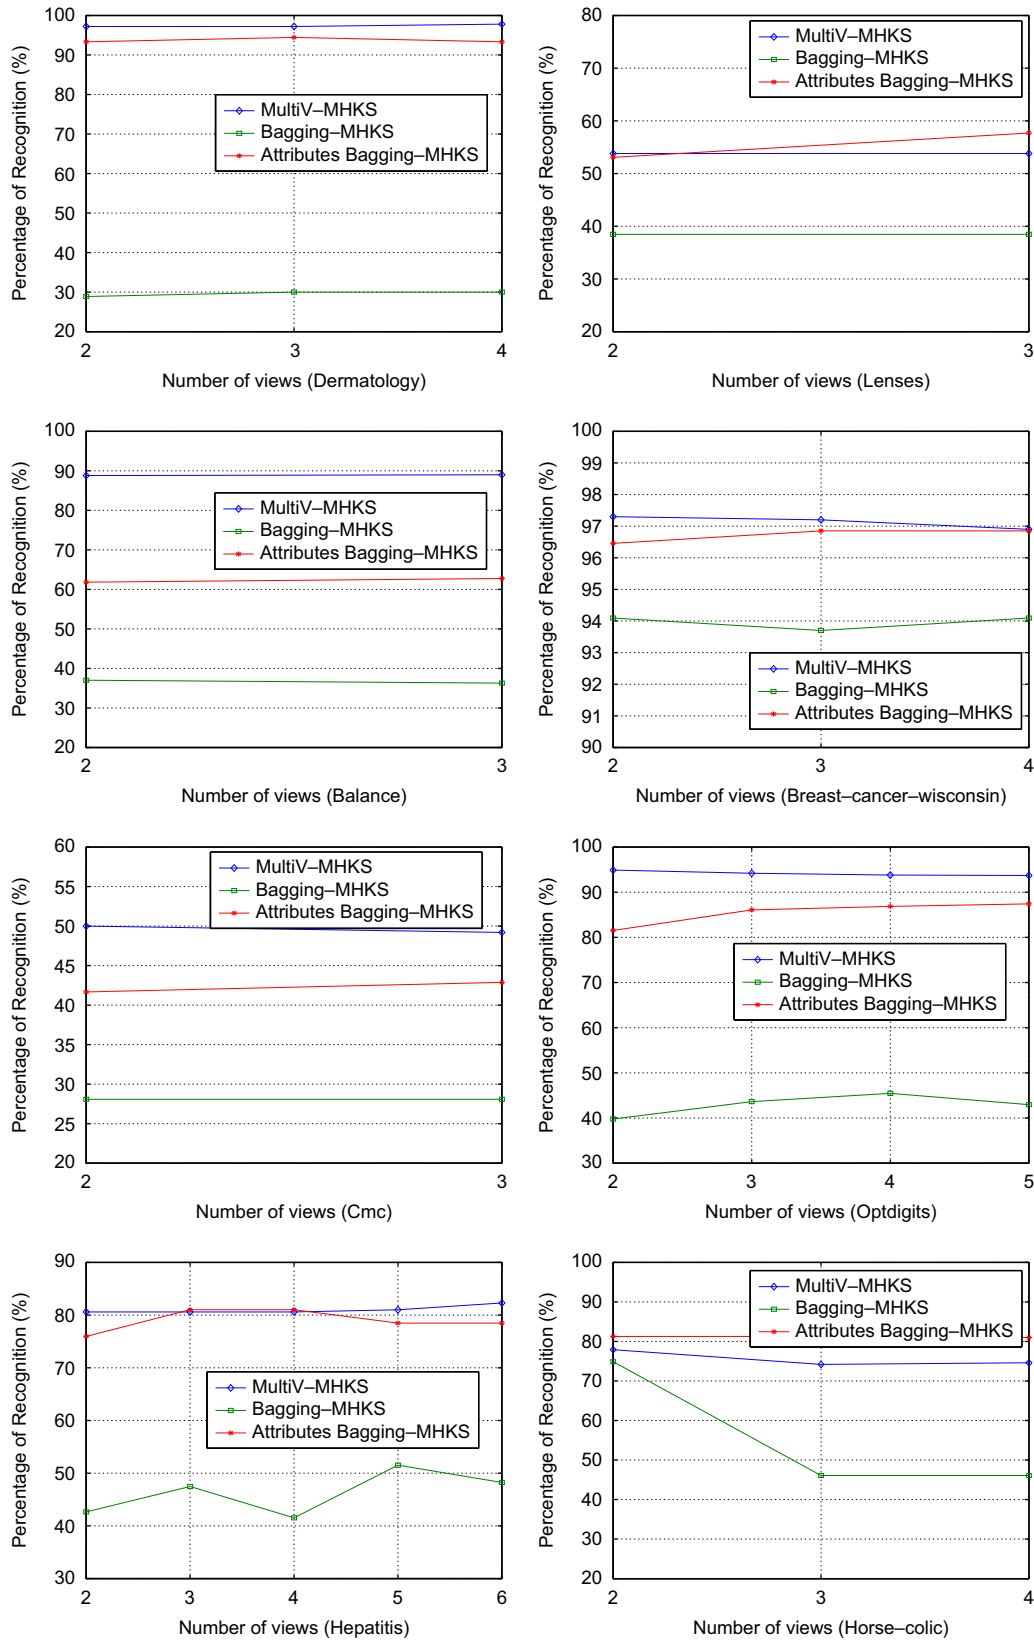 100
90
80
70
60
50
40
30
20
2
3
4
Percentage of Recognition (%)
Number of views (Dermatology)
MultiV–MHKS
Bagging–MHKS
Attributes Bagging–MHKS
80
70
60
50
40
30
20
2
3
Percentage of Recognition (%)
Number of views (Lenses)
MultiV–MHKS
Bagging–MHKS
Attributes Bagging–MHKS
100
90
80
70
60
50
40
30
20
2
3
Percentage of Recognition (%)
Number of views (Balance)
MultiV–MHKS
Bagging–MHKS
Attributes Bagging–MHKS
100
99
98
97
96
95
94
93
92
91
90
2
3
4
Percentage of Recognition (%)
Number of views (Breast–cancer–wisconsin)
MultiV–MHKS
Bagging–MHKS
Attributes Bagging–MHKS
60
55
50
45
40
35
30
25
20
2
3
Percentage of Recognition (%)
Number of views (Cmc)
MultiV–MHKS
Bagging–MHKS
Attributes Bagging–MHKS
100
90
80
70
60
50
40
30
2
3
4
5
Percentage of Recognition (%)
Number of views (Optdigits)
MultiV–MHKS
Bagging–MHKS
Attributes Bagging–MHKS
90
80
70
60
50
40
30
2
3
4
5
6
Percentage of Recognition (%)
Number of views (Hepatitis)
MultiV–MHKS
Bagging–MHKS
Attributes Bagging–MHKS
100
90
80
70
60
50
40
30
20
2
3
4
Percentage of Recognition (%)
Number of views (Horse–colic)
MultiV–MHKS
Bagging–MHKS
Attributes Bagging–MHKS